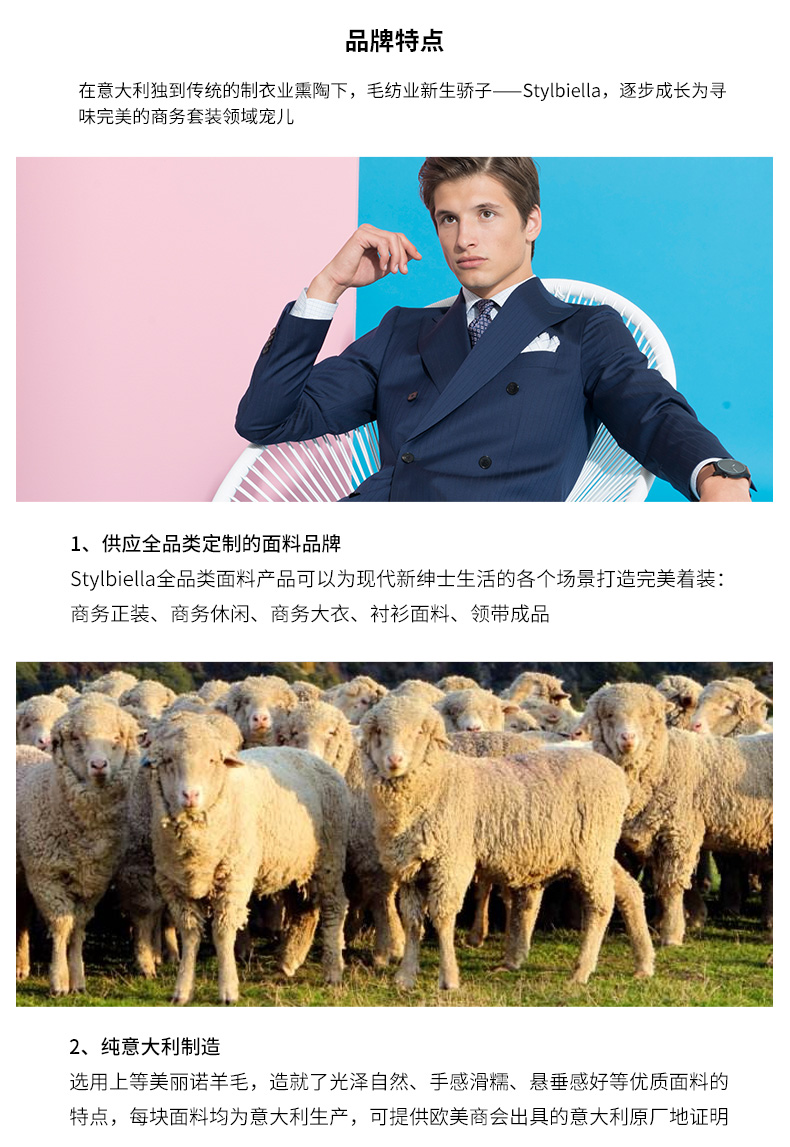 品牌特点
在意大利独到传统的制衣业熏陶下，毛纺业新生骄子——Stylbiella，逐步成长为寻
味完美的商务套装领域宠儿
1、供应全品类定制的面料品牌
Stylbiella全品类面料产品可以为现代新绅士生活的各个场景打造完美着装：
商务正装、商务休闲、商务大衣、衬衫面料、领带成品
2、纯意大利制造
选用上等美丽诺羊毛，造就了光泽自然、手感滑糯、悬垂感好等优质面料的
特点，每块面料均为意大利生产，可提供欧美商会出具的意大利原厂地证明